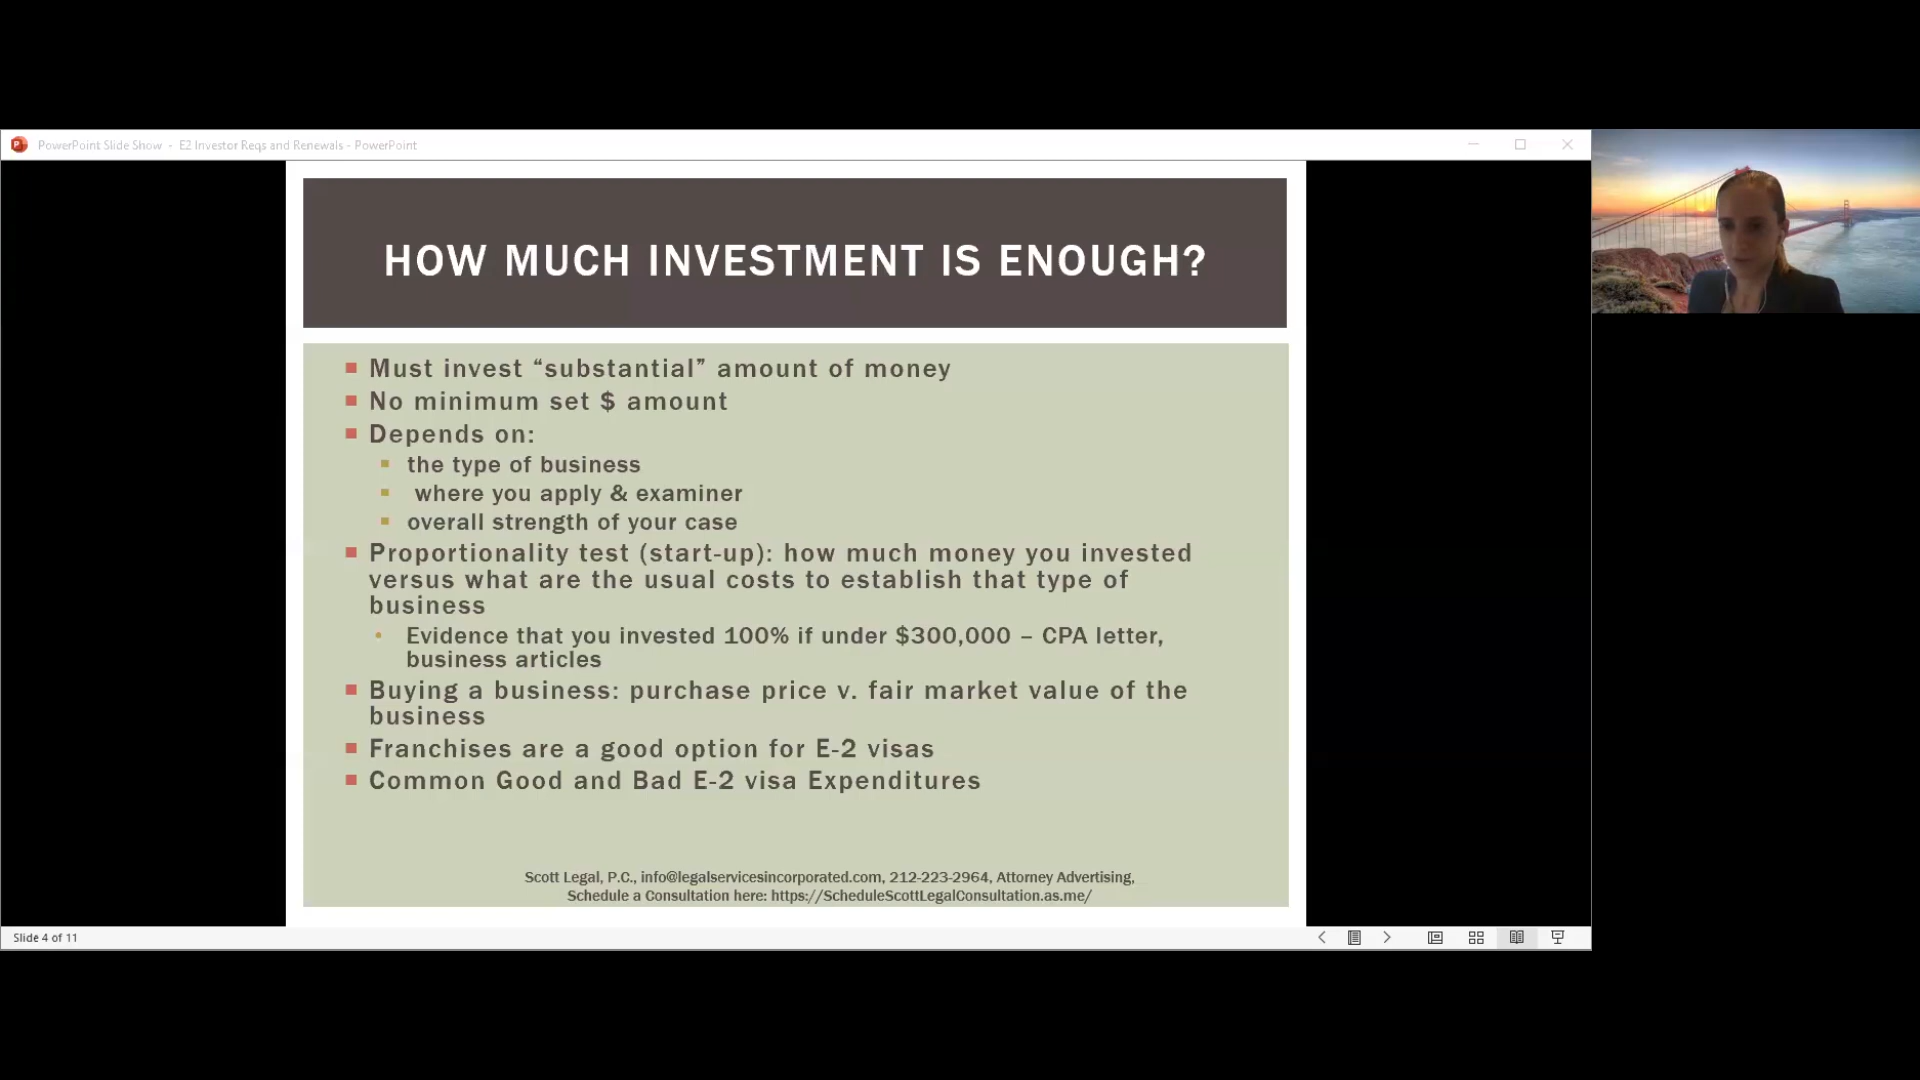 PowerPoint Slide Show - E2 Investor Reqs and Renewals - PowerPoint
HOW MUCH INVESTMENT IS ENOUGH?
Must invest “substantial” amount of money
No minimum set $ amount
Depends on:
the type of business
where you apply & examiner
overall strength of your case
Proportionality test (start-up): how much money you invested
versus what are the usual costs to establish that type of
business
Evidence that you invested 100% if under $300,000 – CPA letter,
business articles
Buying a business: purchase price v. fair market value of the
business
Franchises are a good option for E-2 visas
Common Good and Bad E-2 visa Expenditures
Scott Legal, P.C., info@legalservicesincorporated.com, 212-223-2964, Attorney Advertising,
Schedule a Consultation here: https://ScheduleScottLegalConsultation.as.me/
Slide 4 of 11